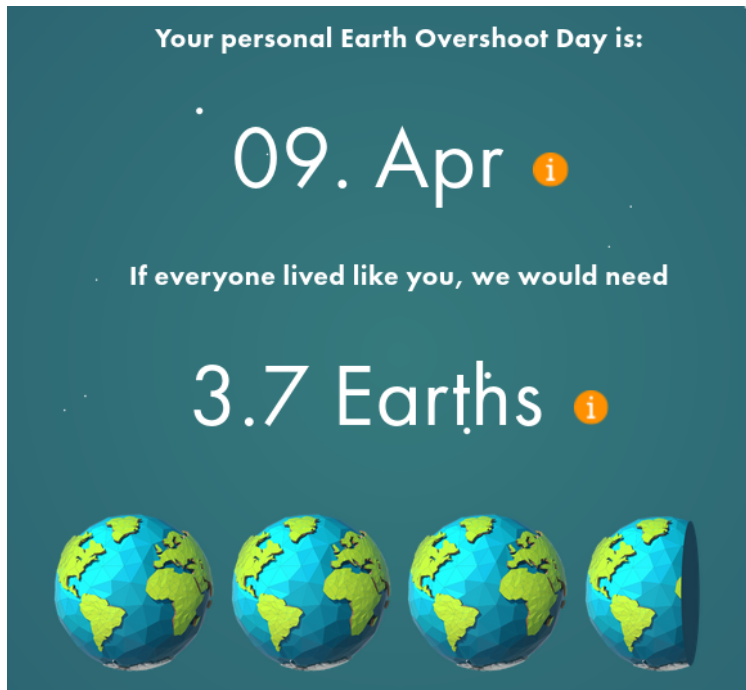 Your personal Earth Overshoot Day is:
09. Apr i
If everyone lived like you, we would need
3.7 Earths i